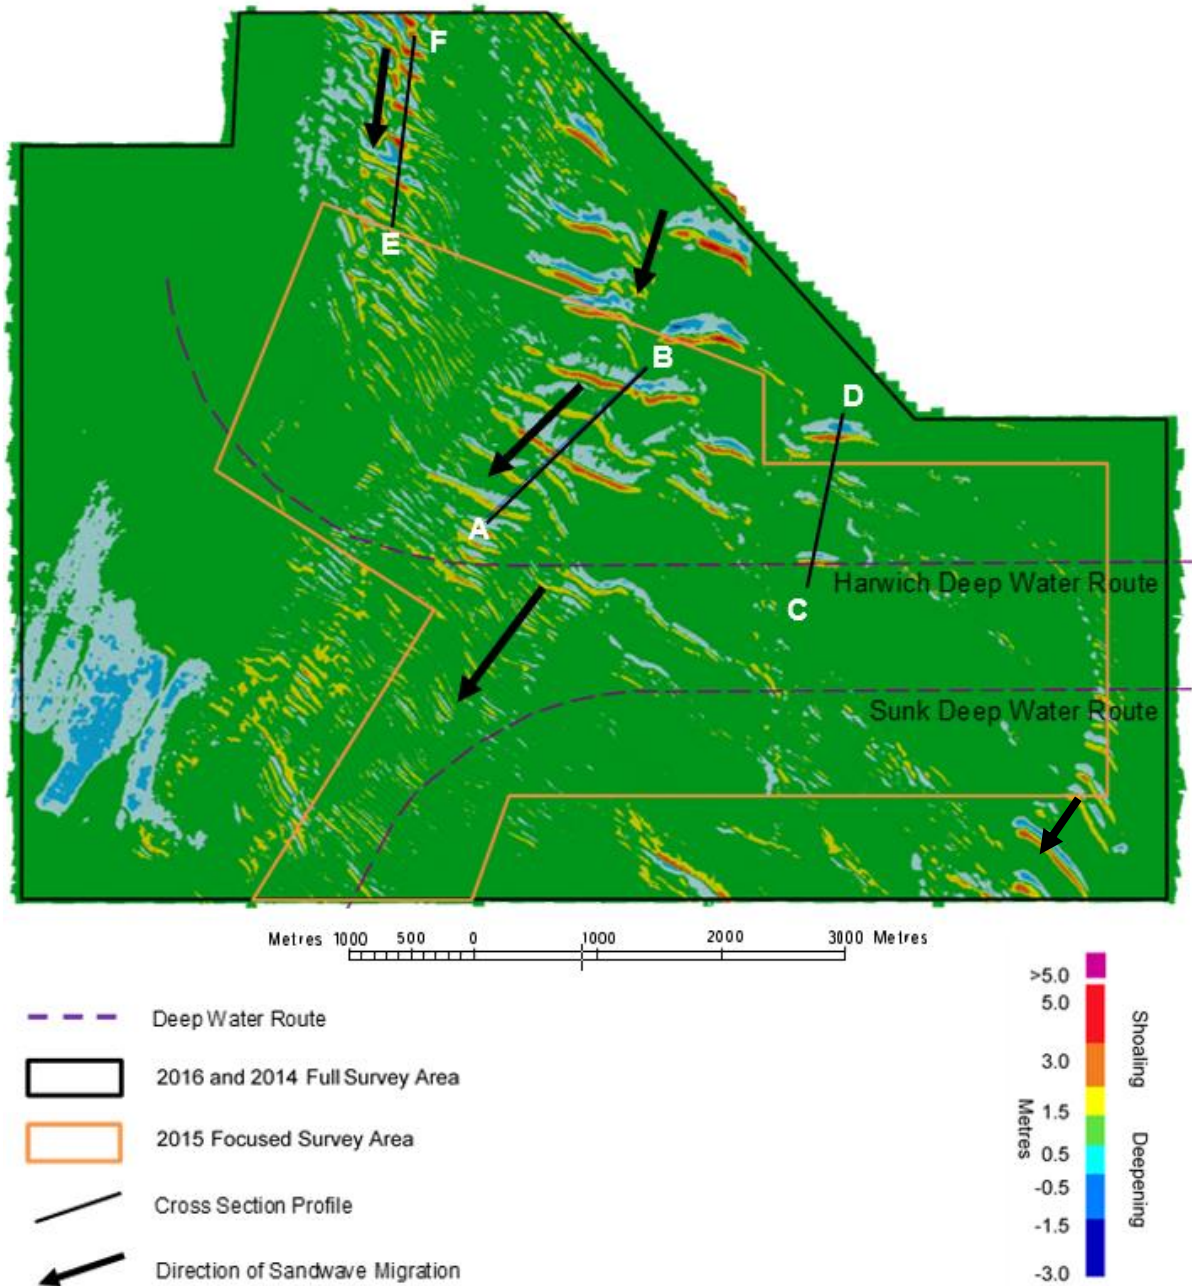 F
E
B
D
A
C
Harwich Deep Water Route
Sunk Deep Water Route
Metres 1000 500 0 1000 2000 3000 Metres
Deep Water Route
2016 and 2014 Full Survey Area
2015 Focused Survey Area
Cross Section Profile
Direction of Sandwave Migration
>5.0
5.0
3.0
1.5
0.5
-0.5
-1.5
-3.0
Metres
Shoaling
Deepening